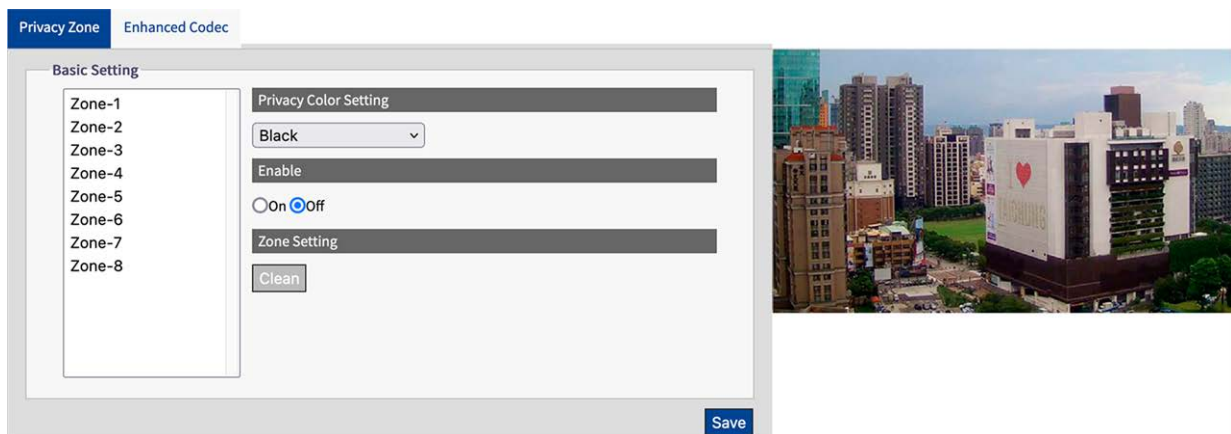 Privacy Zone
Enhanced Codec
Basic Setting
Zone-1
Zone-2
Zone-3
Zone-4
Zone-5
Zone-6
Zone-7
Zone-8
Privacy Color Setting
Black
Enable
On Off
Zone Setting
Clean
Save
I